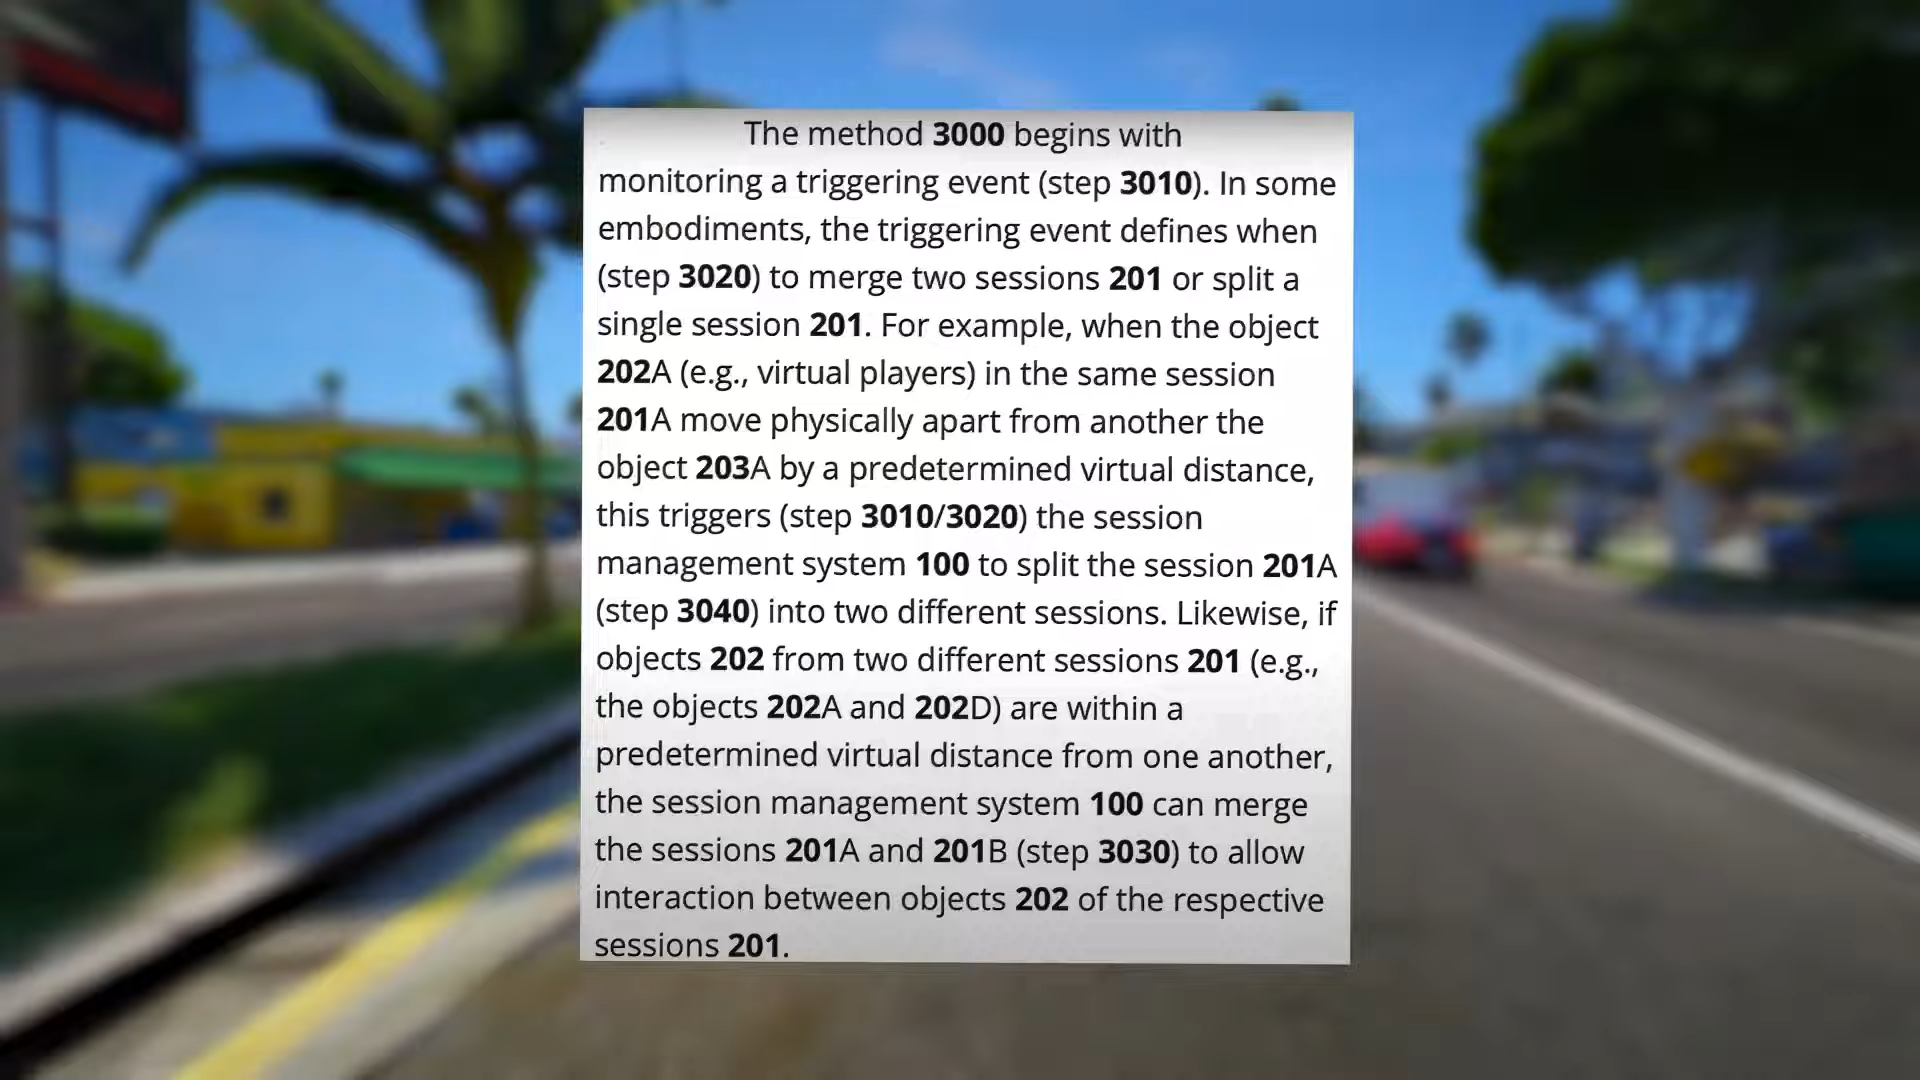 The method 3000 begins with
monitoring a triggering event (step 3010). In some
embodiments, the triggering event defines when
(step 3020) to merge two sessions 201 or split a
single session 201. For example, when the object
202A (e.g., virtual players) in the same session
201A move physically apart from another the
object 203A by a predetermined virtual distance,
this triggers (step 3010/3020) the session
management system 100 to split the session 201A
(step 3040) into two different sessions. Likewise, if
objects 202 from two different sessions 201 (e.g.,
the objects 202A and 202D) are within a
predetermined virtual distance from one another,
the session management system 100 can merge
the sessions 201A and 201B (step 3030) to allow
interaction between objects 202 of the respective
sessions 201.